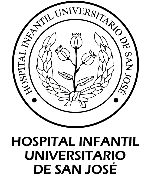 HOSPITAL INFANTIL UNIVERSITARIO DE SAN JOSÉ
HOSPITAL INFANTIL
UNIVERSITARIO
DE SAN JOSÉ